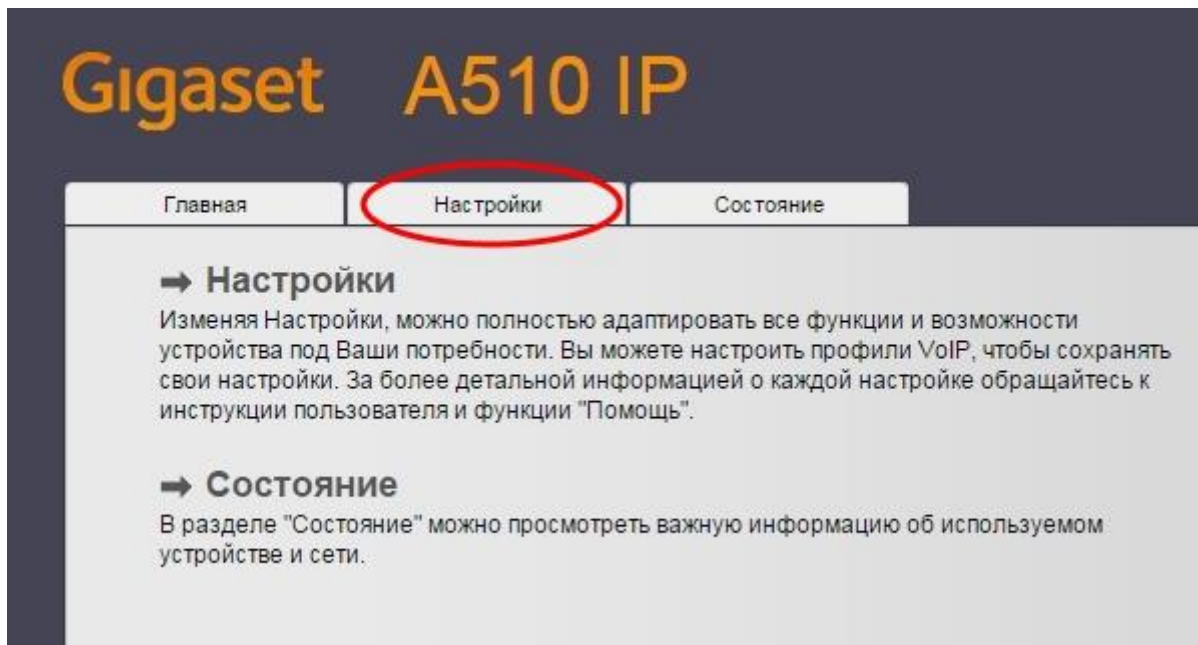 Gigaset A510 IP
Главная Настройки Состояние
➡ Настройки
Изменяя Настройки, можно полностью адаптировать все функции и возможности
устройства под Ваши потребности. Вы можете настроить профили VoIP, чтобы сохранять
свои настройки. За более детальной информацией о каждой настройке обращайтесь к
инструкции пользователя и функции "Помощь".
➡ Состояние
В разделе "Состояние" можно просмотреть важную информацию об используемом
устройстве и сети.